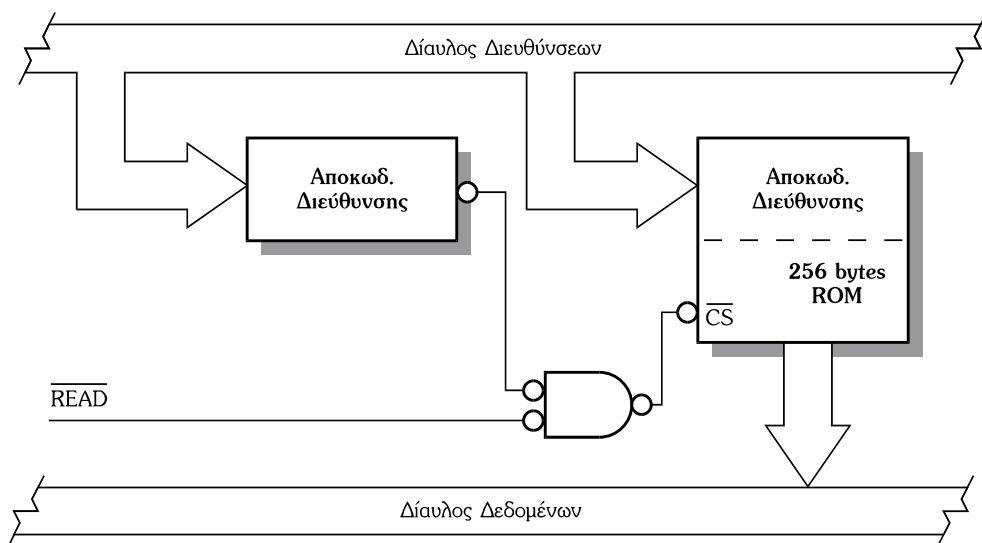 Δίαυλος Διευθύνσεων
Αποκωδ.
Διεύθυνσης
Αποκωδ.
Διεύθυνσης
256 bytes
ROM
CS
READ
Δίαυλος Δεδομένων